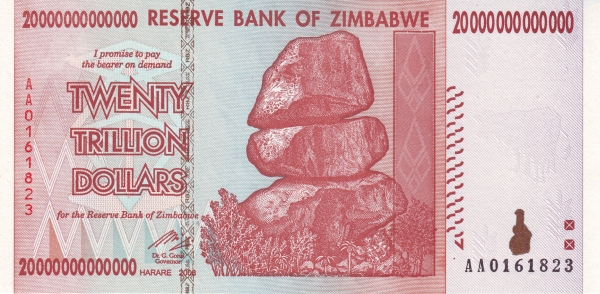 20000000000000
RESERVE BANK OF ZIMBABWE
20000000000000
I promise to pay
the bearer on demand
AA0161823
TWENTY
TRILLION
DOLLARS
for the Reserve Bank of Zimbabwe
Dr. G. Gono
Governor
20000000000000
HARARE 2008
AA0161823